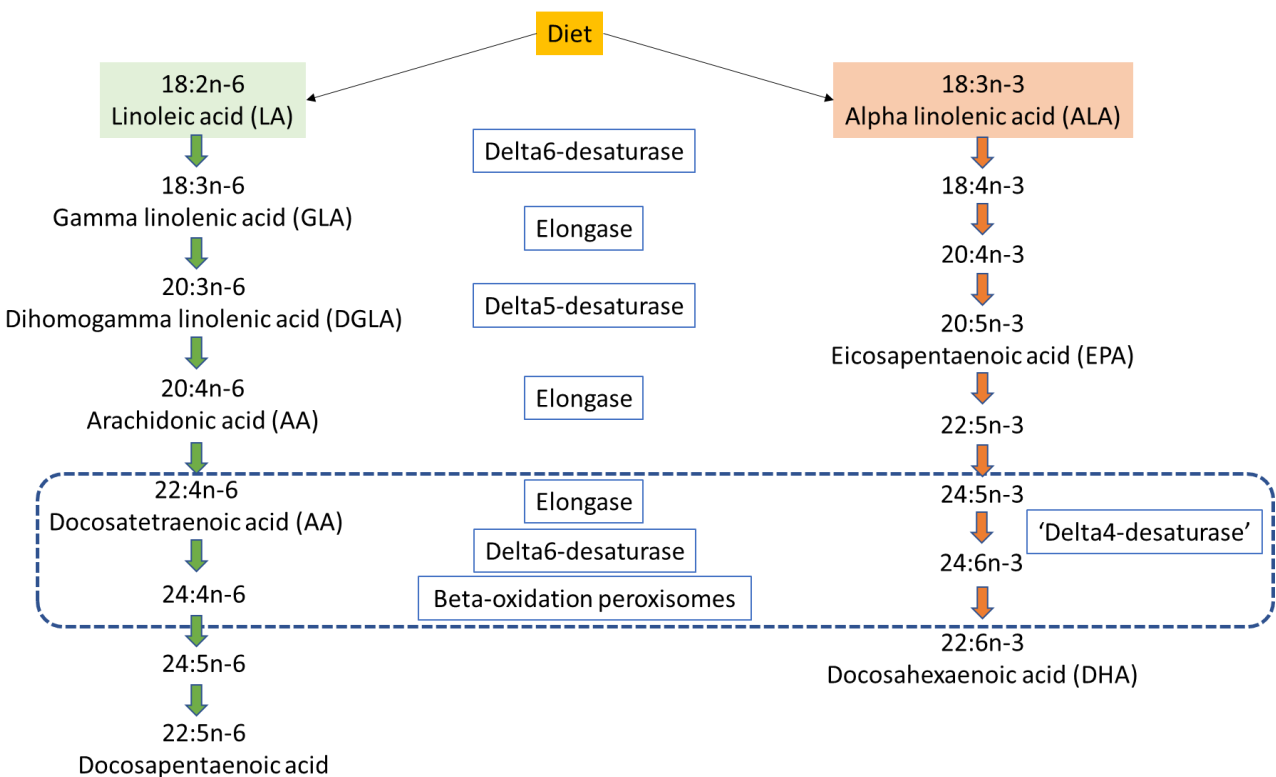 Diet
18:2n-6
Linoleic acid (LA)
18:3n-6
Gamma linolenic acid (GLA)
20:3n-6
Dihomogamma linolenic acid (DGLA)
20:4n-6
Arachidonic acid (AA)
22:4n-6
Docosatetraenoic acid (AA)
24:4n-6
24:5n-6
22:5n-6
Docosapentaenoic acid
Delta6-desaturase
Elongase
Delta5-desaturase
Elongase
Elongase
Delta6-desaturase
Beta-oxidation peroxisomes
18:3n-3
Alpha linolenic acid (ALA)
18:4n-3
20:4n-3
20:5n-3
Eicosapentaenoic acid (EPA)
22:5n-3
24:5n-3
‘Delta4-desaturase’
24:6n-3
22:6n-3
Docosahexaenoic acid (DHA)